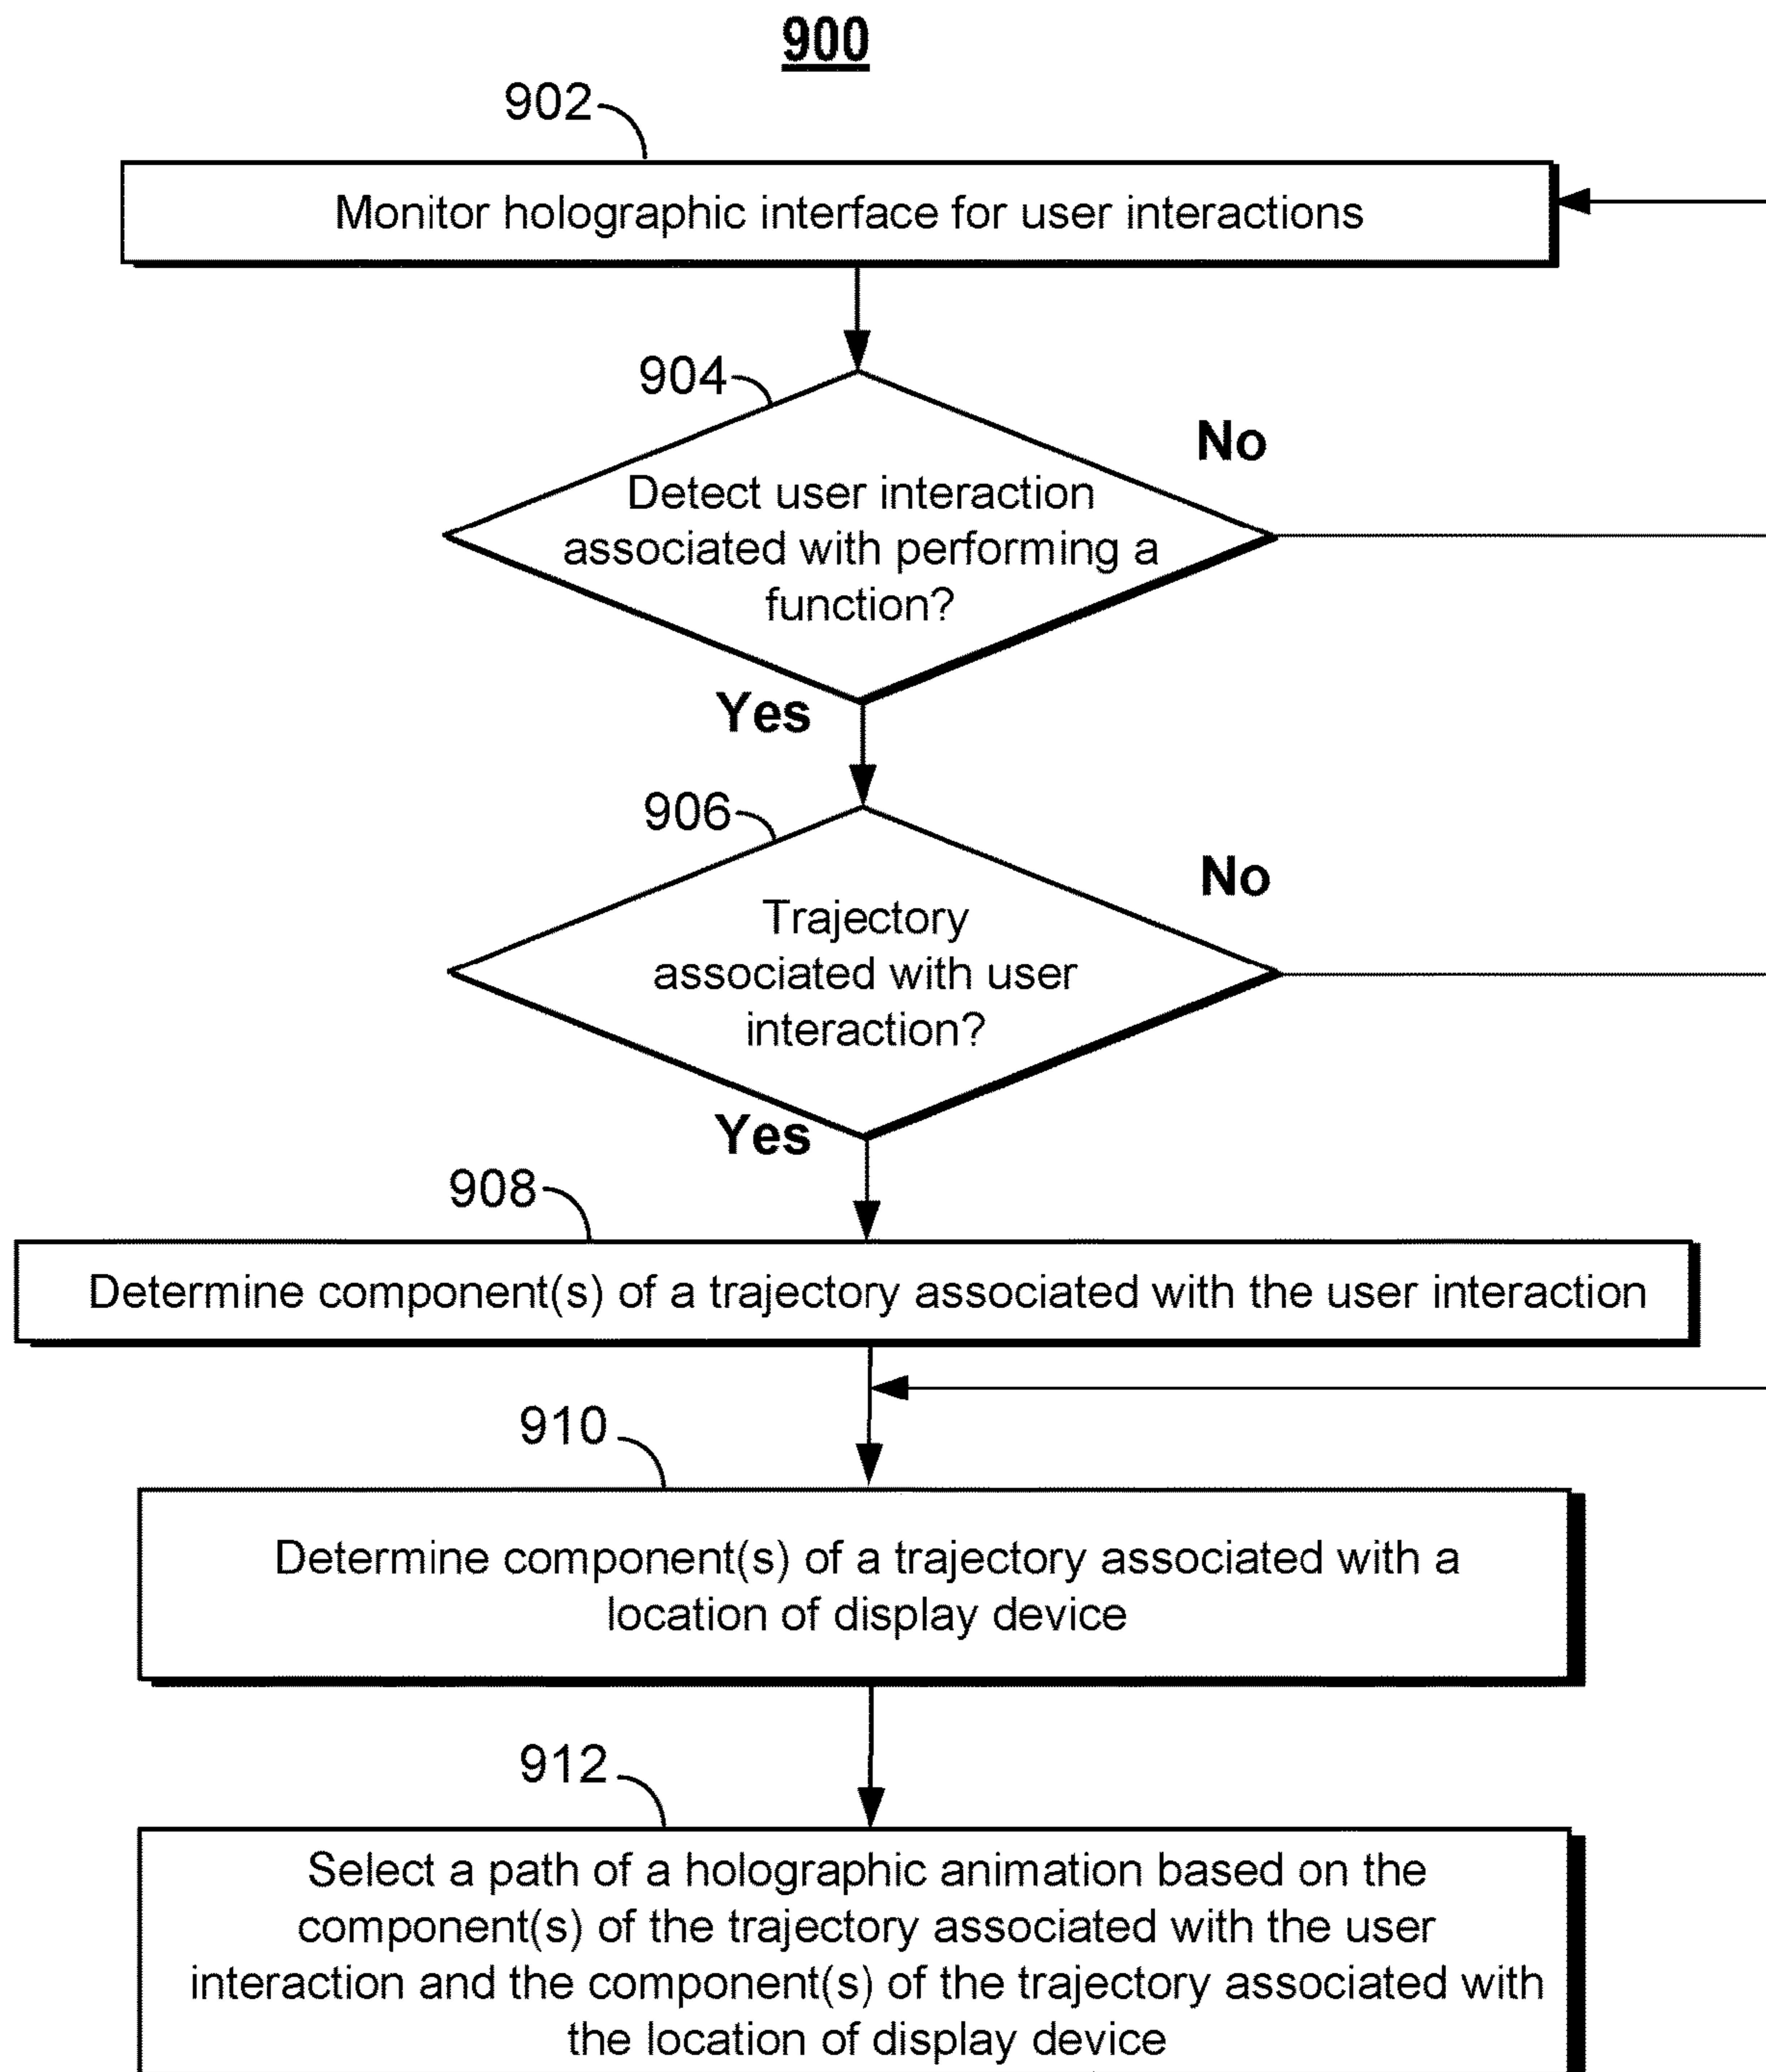 900
902
Monitor holographic interface for user interactions
904
No
Detect user interaction
associated with performing a
function?
Yes
906
No
Trajectory
associated with user
interaction?
Yes
908
Determine component(s) of a trajectory associated with the user interaction
910
Determine component(s) of a trajectory associated with a
location of display device
912
Select a path of a holographic animation based on the
component(s) of the trajectory associated with the user
interaction and the component(s) of the trajectory associated with
the location of display device